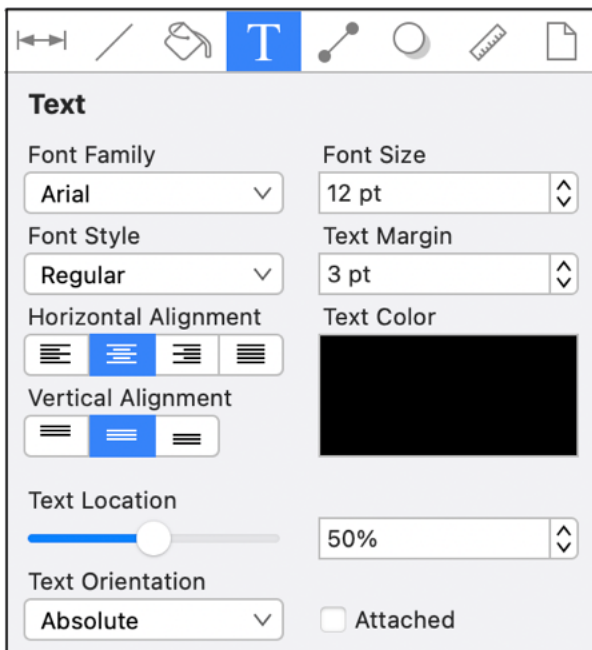 T
Text
Font Family Font Size
Arial 12 pt
Font Style Text Margin
Regular 3 pt
Horizontal Alignment Text Color
Vertical Alignment
Text Location
50%
Text Orientation
Absolute Attached